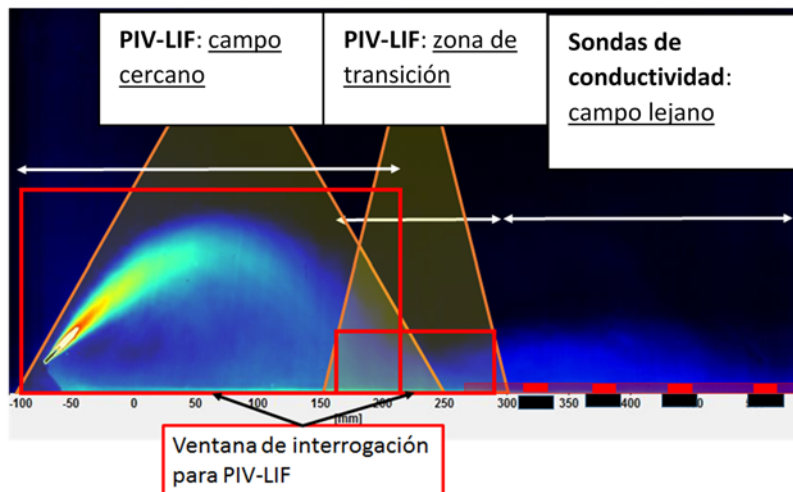 PIV-LIF: campo
cercano
PIV-LIF: zona de
transición
Sondas de
conductividad:
campo lejano
-100 -50 0 50 100 150 200 250 300 350 400
[mm]
Ventana de interrogación
para PIV-LIF